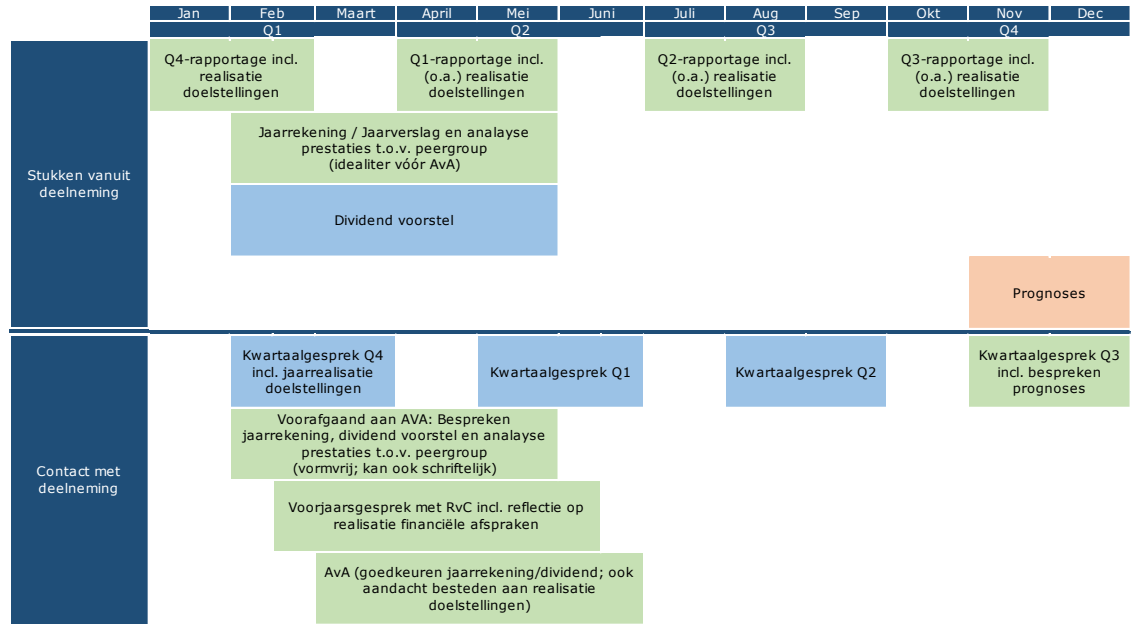 Jan Feb Maart April Mei Juni Juli Aug Sep Okt Nov Dec
Q1 Q2 Q3 Q4
Stukken vanuit
deelneming
Q4-rapportage incl.
realisatie
doelstellingen
Q1-rapportage incl.
(o.a.) realisatie
doelstellingen
Q2-rapportage incl.
(o.a.) realisatie
doelstellingen
Q3-rapportage incl.
(o.a.) realisatie
doelstellingen
Jaarrekening / Jaarverslag en analyse
prestaties t.o.v. peergroup
(idealiter vóór AvA)
Dividend voorstel
Prognoses
Contact met
deelneming
Kwartaalgesprek Q4
incl. jaarrealisatie
doelstellingen
Kwartaalgesprek Q1
Kwartaalgesprek Q2
Kwartaalgesprek Q3
incl. bespreken
prognoses
Voorafgaand aan AVA: Bespreken
jaarrekening, dividend voorstel en analyse
prestaties t.o.v. peergroup
(vormvrij; kan ook schriftelijk)
Voorjaarsgesprek met RvC incl. reflectie op
realisatie financiële afspraken
AvA (goedkeuren jaarrekening/dividend; ook
aandacht besteden aan realisatie
doelstellingen)